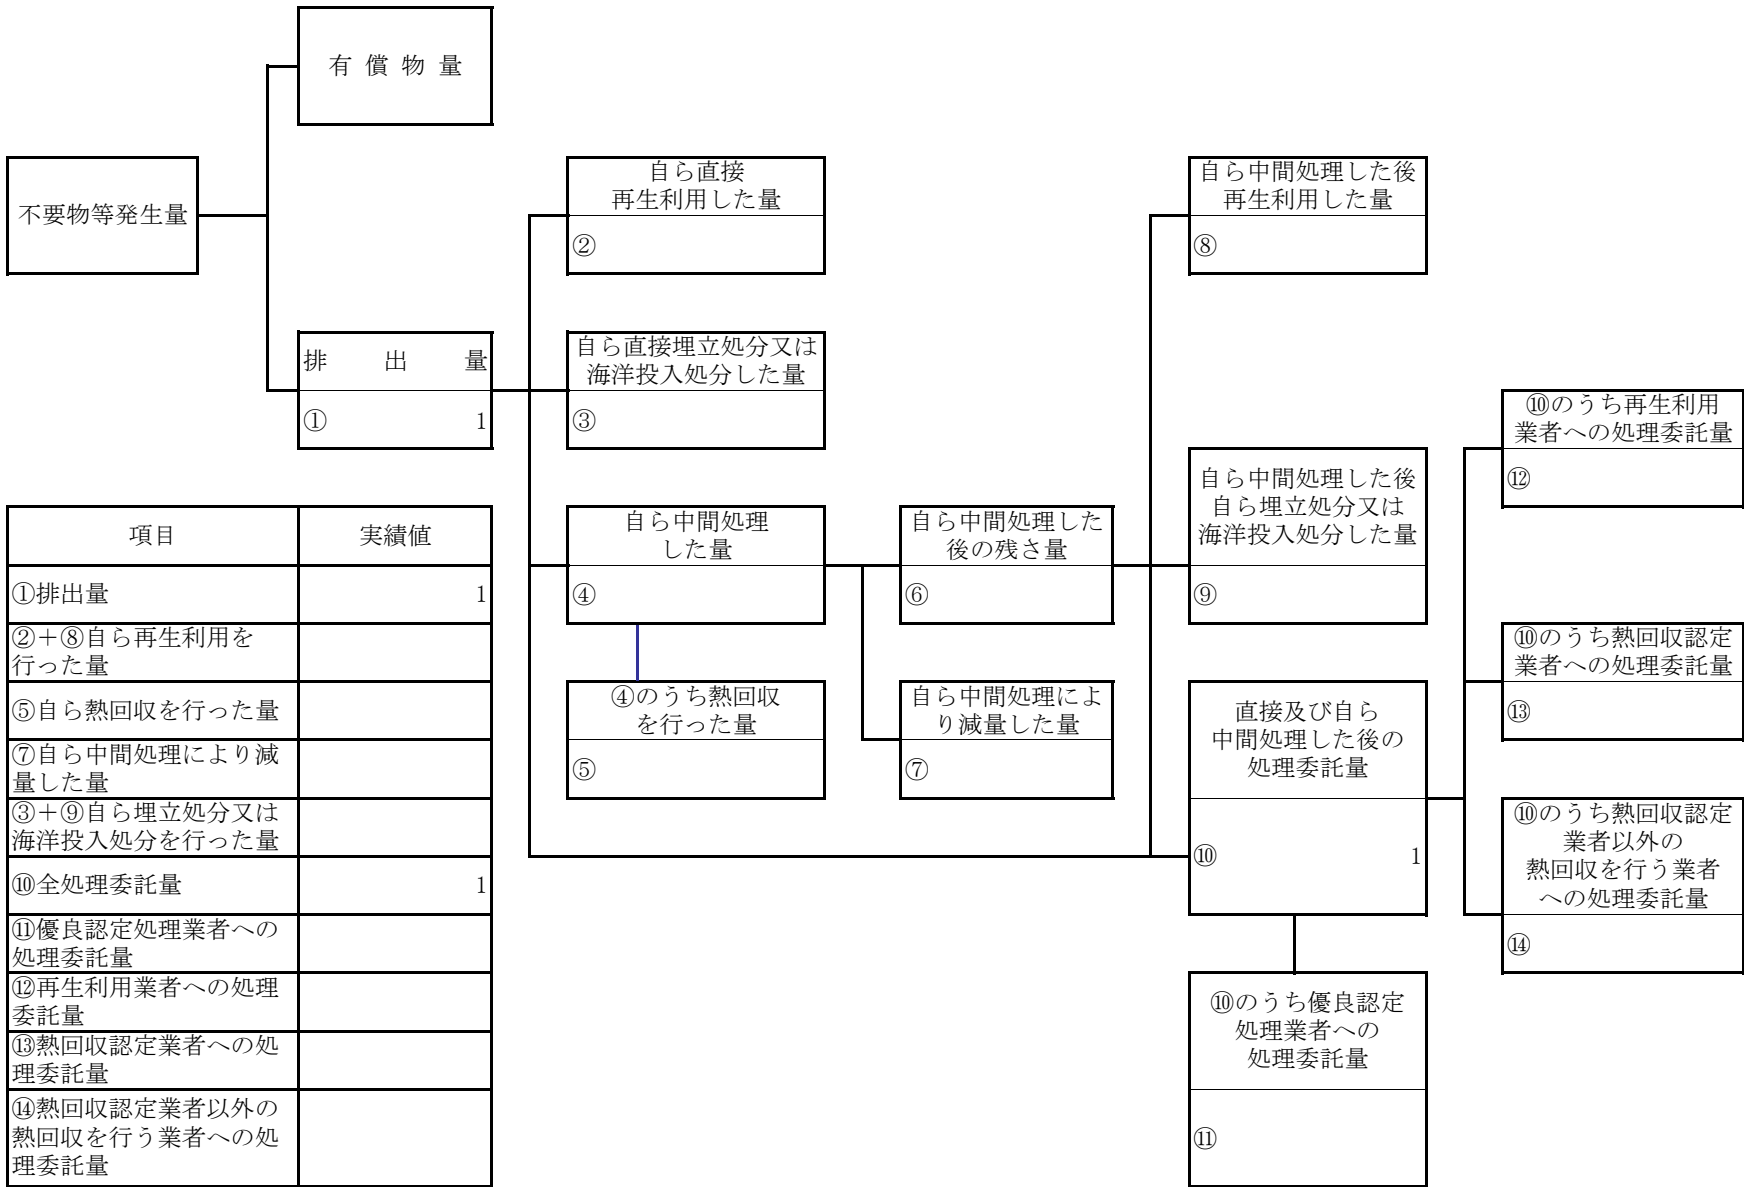 有償物量
不要物等発生量
排出量
① 1
自ら直接
再生利用した量
②
自ら直接埋立処分又は
海洋投入処分した量
③
自ら中間処理
した量
④
④のうち熱回収
を行った量
⑤
自ら中間処理した
後の残さ量
⑥
自ら中間処理によ
り減量した量
⑦
自ら中間処理した後
再生利用した量
⑧
自ら中間処理した後
自ら埋立処分又は
海洋投入処分した量
⑨
直接及び自ら
中間処理した後の
処理委託量
⑩ 1
⑩のうち優良認定
処理業者への
処理委託量
⑪
⑩のうち再生利用
業者への処理委託量
⑫
⑩のうち熱回収認定
業者への処理委託量
⑬
⑩のうち熱回収認定
業者以外の
熱回収を行う業者
への処理委託量
⑭
項目 実績値
①排出量 1
②＋⑧自ら再生利用を
行った量
⑤自ら熱回収を行った量
⑦自ら中間処理により減
量した量
③＋⑨自ら埋立処分又は
海洋投入処分を行った量
⑩全処理委託量 1
⑪優良認定処理業者への
処理委託量
⑫再生利用業者への処理
委託量
⑬熱回収認定業者への処
理委託量
⑭熱回収認定業者以外の
熱回収を行う業者への処
理委託量